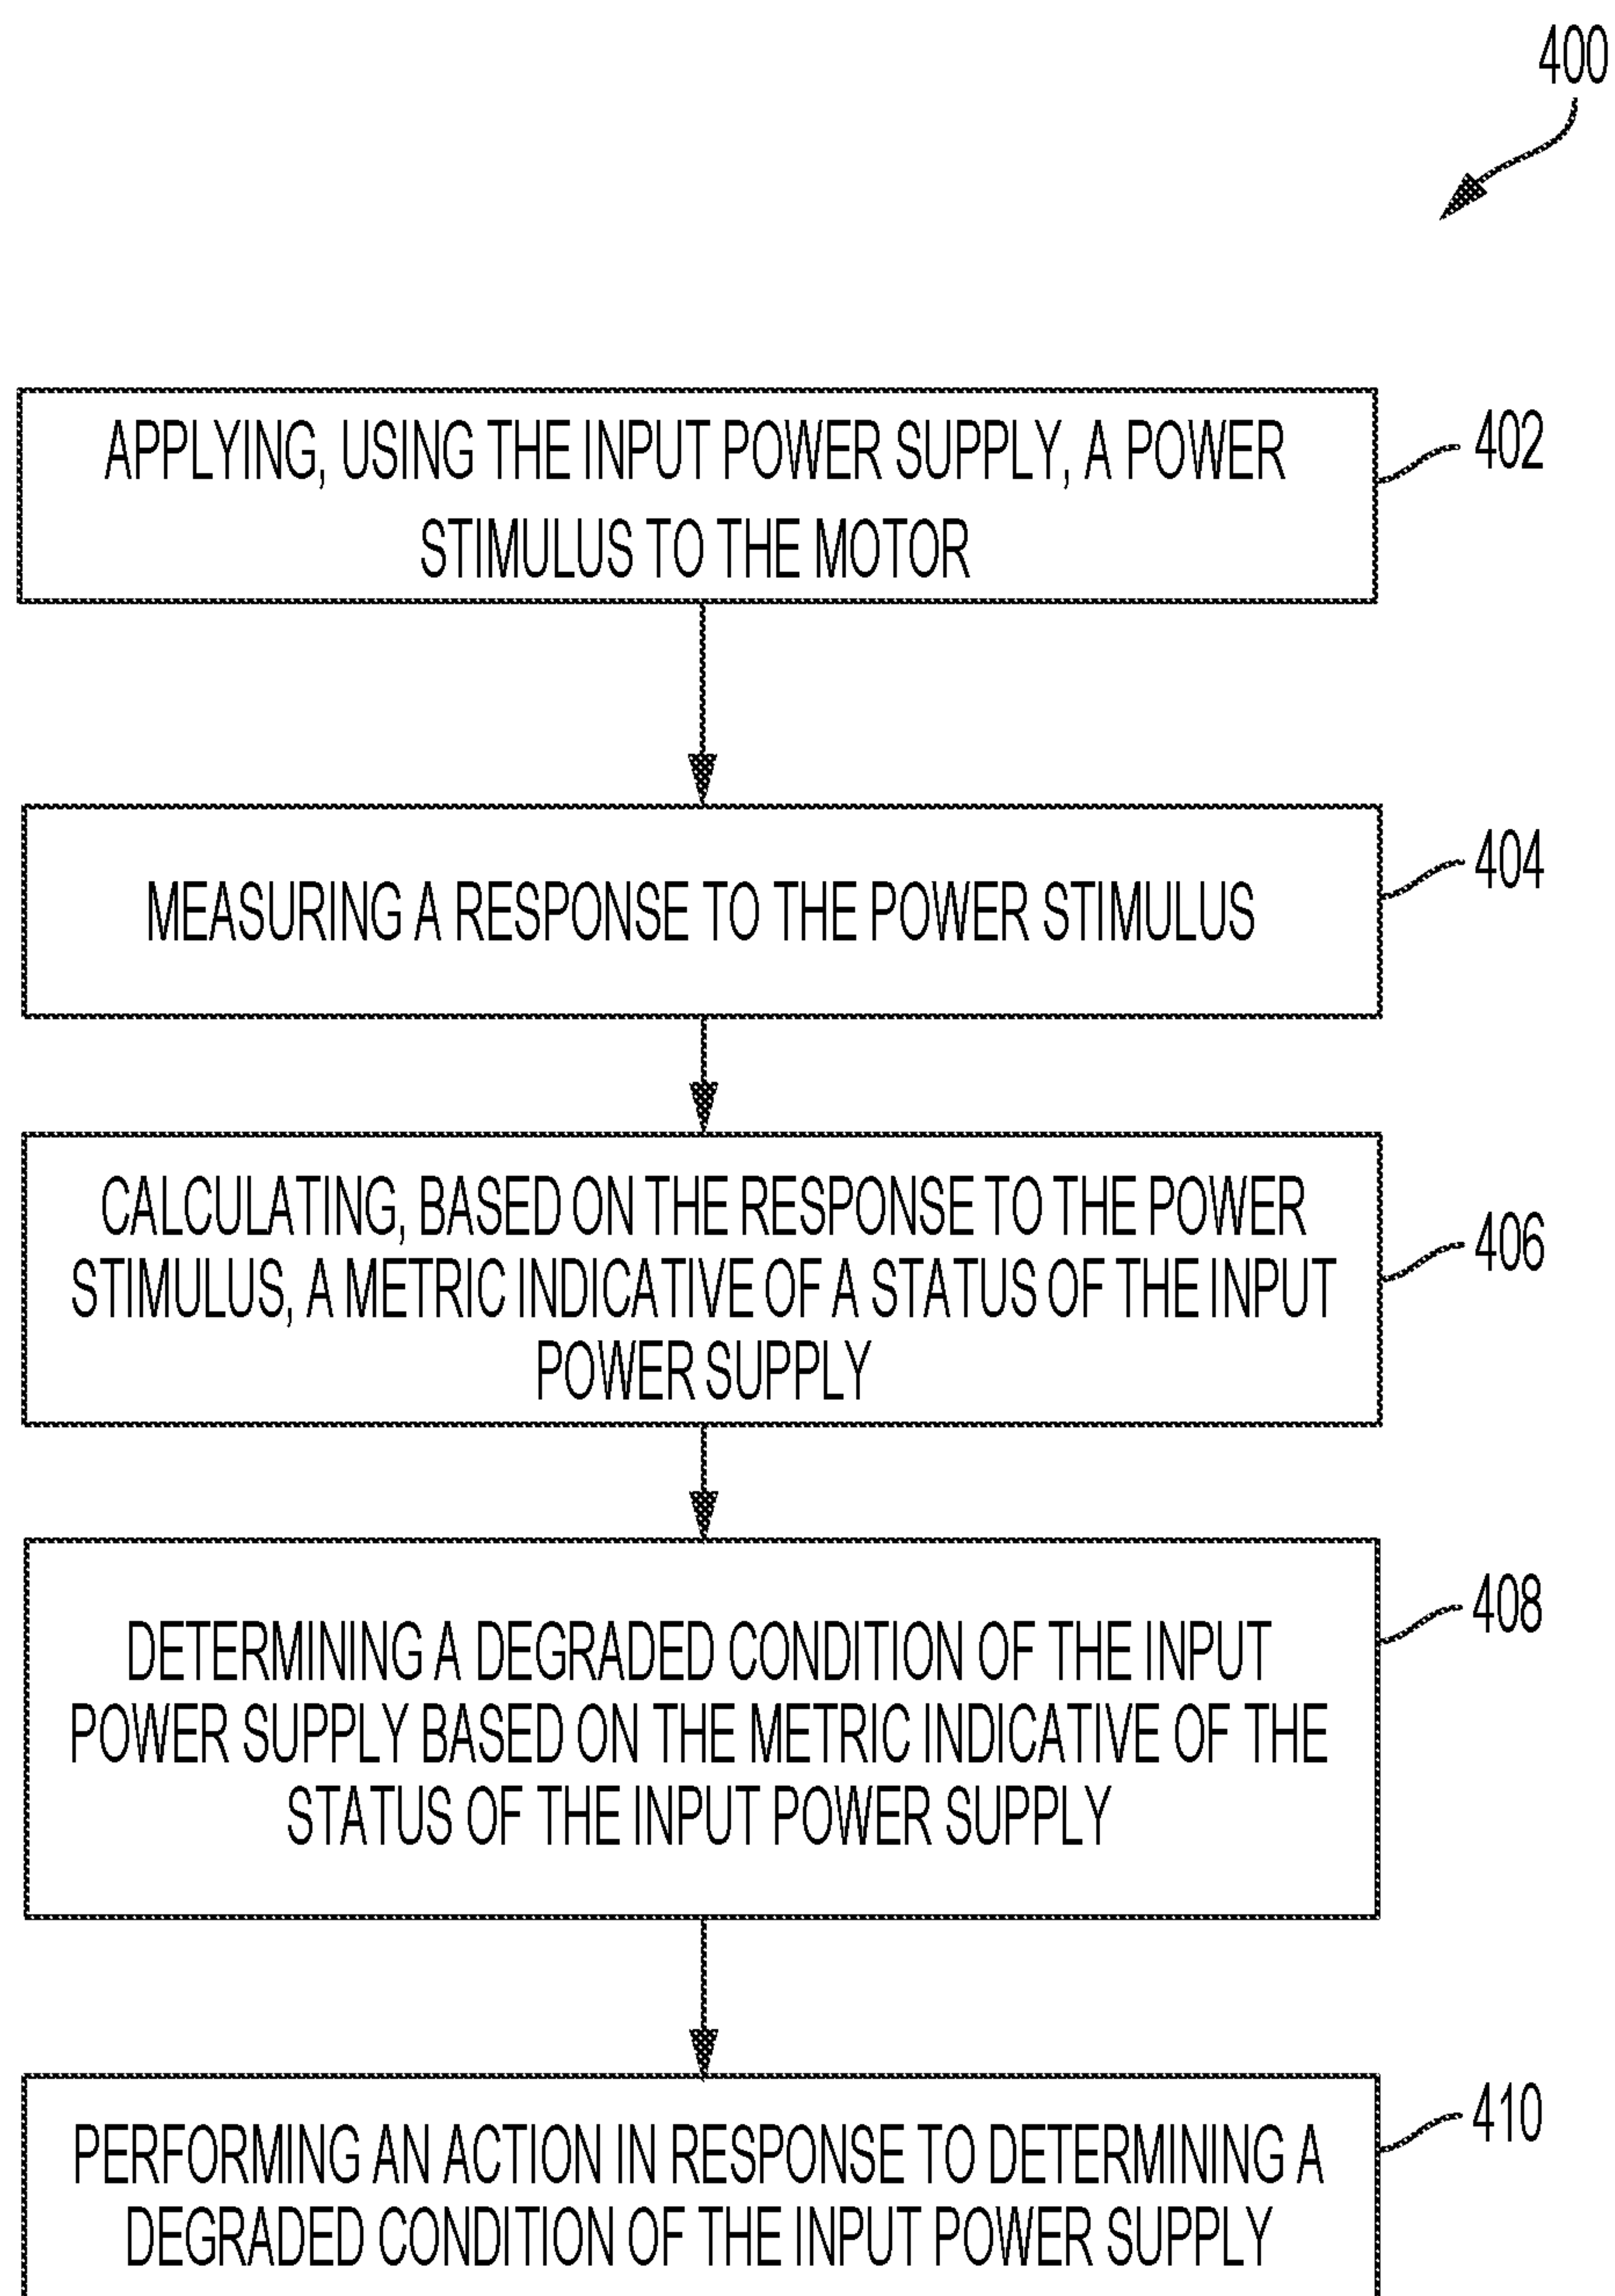 400
APPLYING, USING THE INPUT POWER SUPPLY, A POWER
STIMULUS TO THE MOTOR
402
MEASURING A RESPONSE TO THE POWER STIMULUS
404
CALCULATING, BASED ON THE RESPONSE TO THE POWER
STIMULUS, A METRIC INDICATIVE OF A STATUS OF THE INPUT
POWER SUPPLY
406
DETERMINING A DEGRADED CONDITION OF THE INPUT
POWER SUPPLY BASED ON THE METRIC INDICATIVE OF THE
STATUS OF THE INPUT POWER SUPPLY
408
PERFORMING AN ACTION IN RESPONSE TO DETERMINING A
DEGRADED CONDITION OF THE INPUT POWER SUPPLY
410